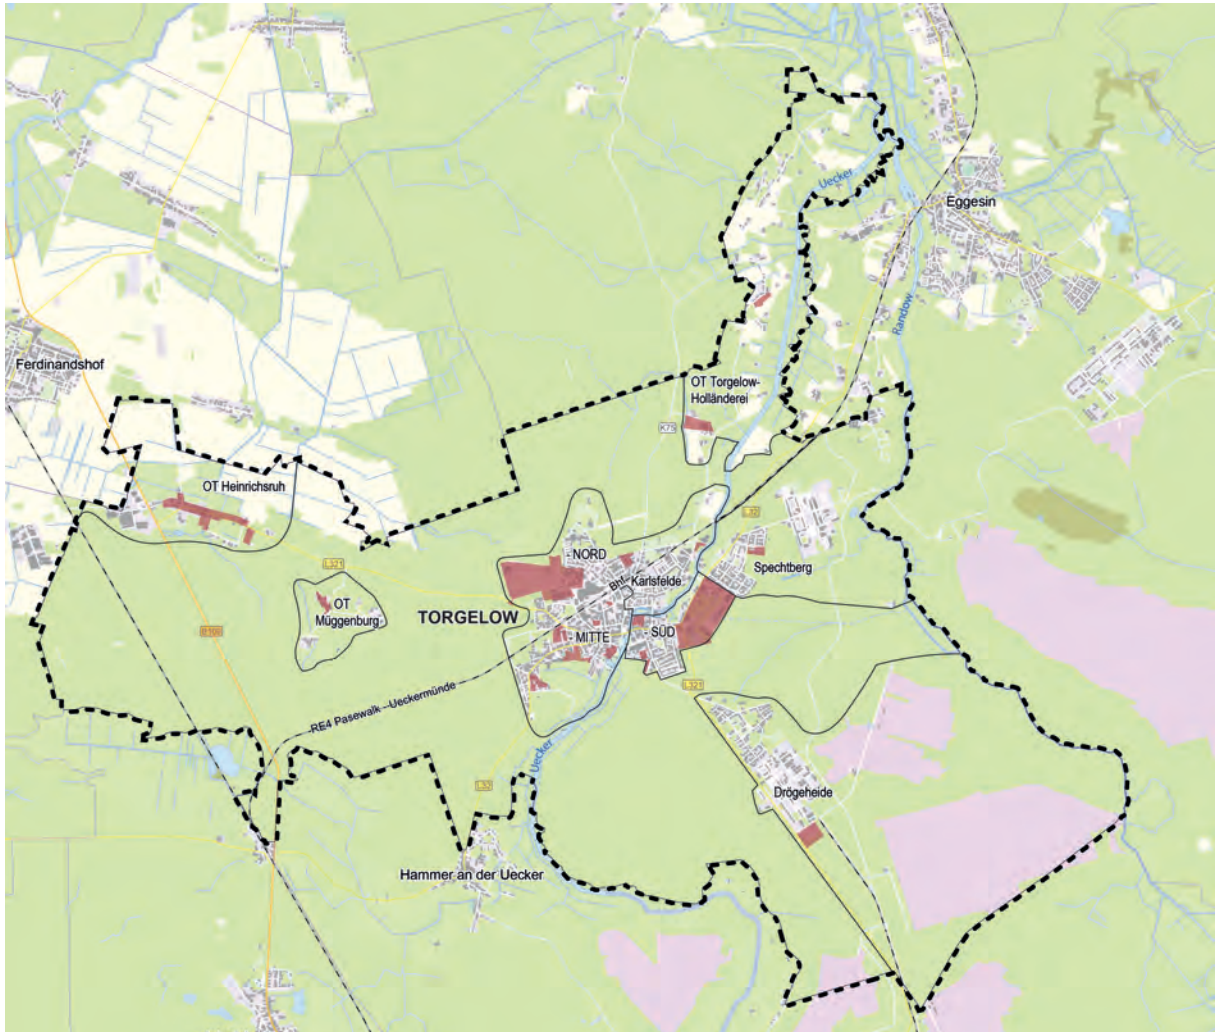 Uecker
Eggesin
Randow
Ferdinandshof
OT Torgelow-
Holländerei
K75
OT Heinrichsruh
L32
- NORD
L321
Bhf.
Karlsfelde
Spechtberg
OT
Müggenburg
TORGELOW
- MITTE
- SÜD
B109
L321
RE4 Pasewalk - Ueckermünde
Uecker
L32
Drögeheide
Hammer an der Uecker